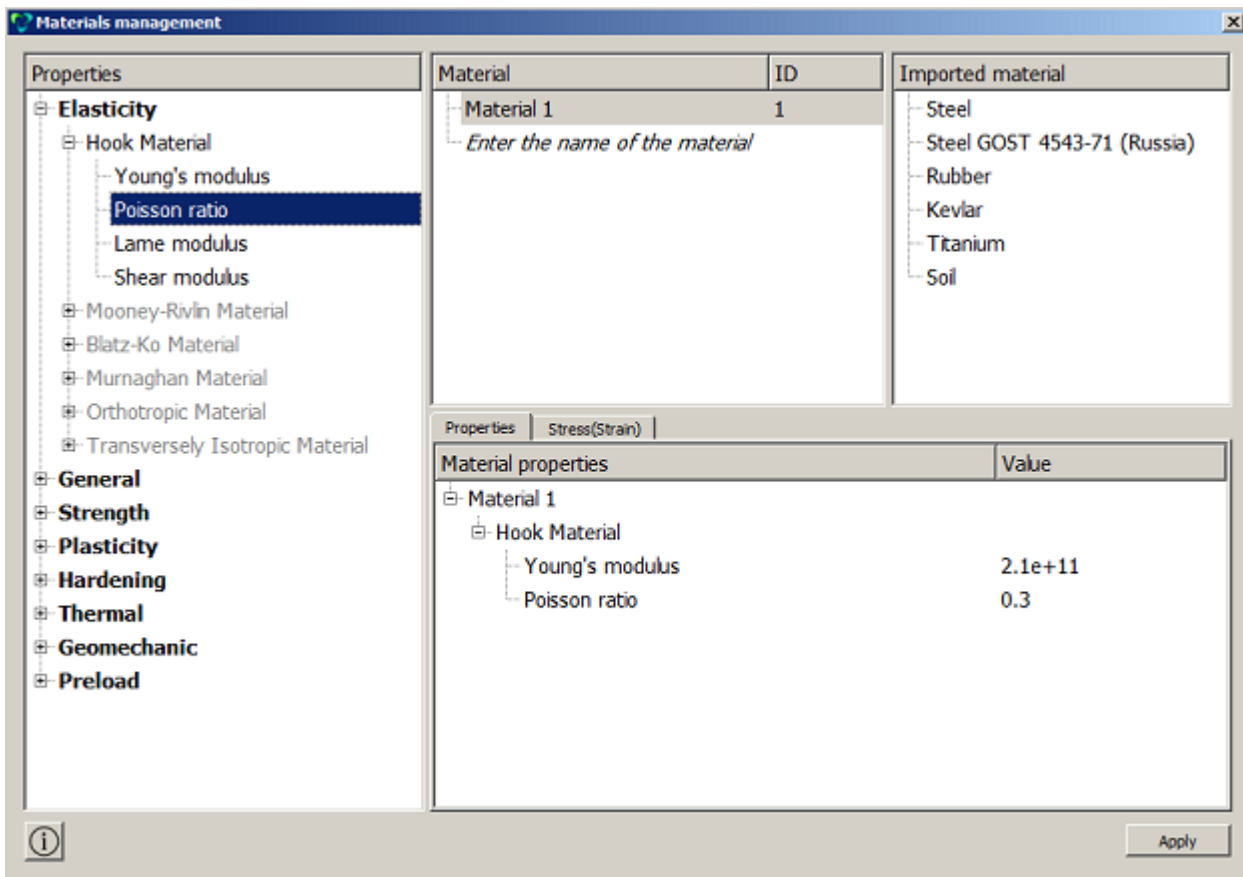 Materials management
Properties
Elasticity
Hook Material
Young's modulus
Poisson ratio
Lame modulus
Shear modulus
Mooney-Rivlin Material
Blatz-Ko Material
Murnaghan Material
Orthotropic Material
Transversely Isotropic Material
General
Strength
Plasticity
Hardening
Thermal
Geomechanic
Preload
Material ID
Material 1 1
Enter the name of the material
Imported material
Steel
Steel GOST 4543-71 (Russia)
Rubber
Kevlar
Titanium
Soil
Properties Stress(Strain)
Material properties Value
Material 1
Hook Material
Young's modulus 2.1e+11
Poisson ratio 0.3
Apply